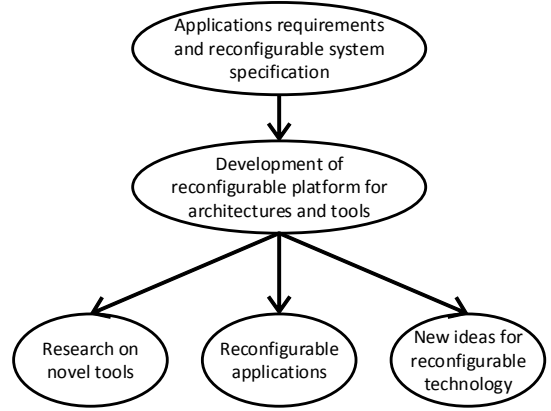 Applications requirements
and reconfigurable system
specification
Development of
reconfigurable platform for
architectures and tools
Research on
novel tools
Reconfigurable
applications
New ideas for
reconfigurable
technology